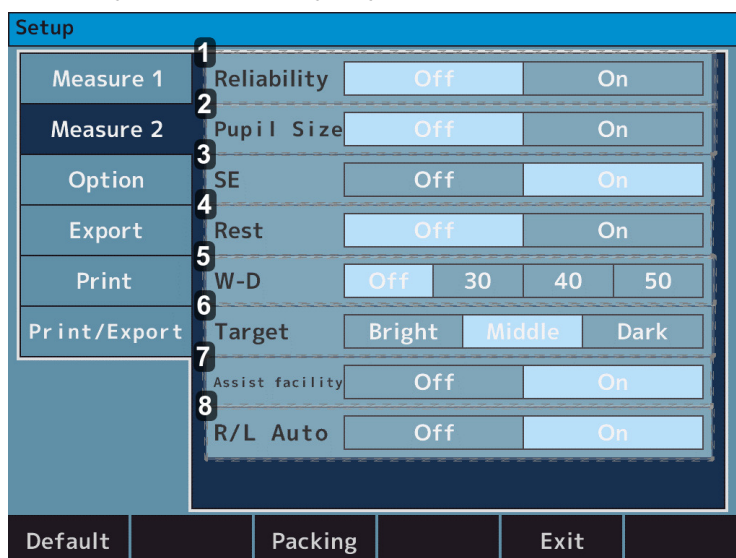 Setup
Measure 1
Measure 2
Option
Export
Print
Print/Export
1
Reliability Off On
2
Pupil Size Off On
3
SE Off On
4
Rest Off On
5
W-D Off 30 40 50
6
Target Bright Middle Dark
7
Assist facility Off On
8
R/L Auto Off On
Default Packing Exit